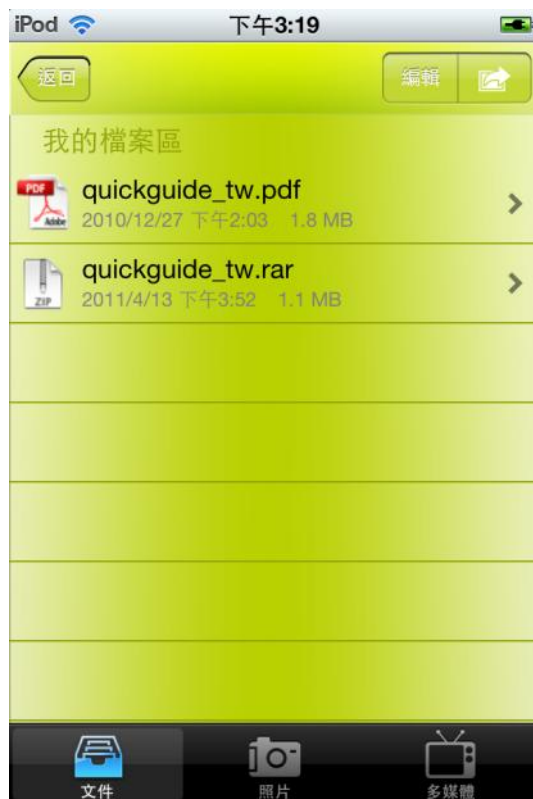 iPod 下午3:19
返回 編輯
我的檔案區
PDF
Adobe
quickguide_tw.pdf
2010/12/27 下午2:03 1.8 MB
ZIP
quickguide_tw.rar
2011/4/13 下午3:52 1.1 MB
文件 照片 多媒體